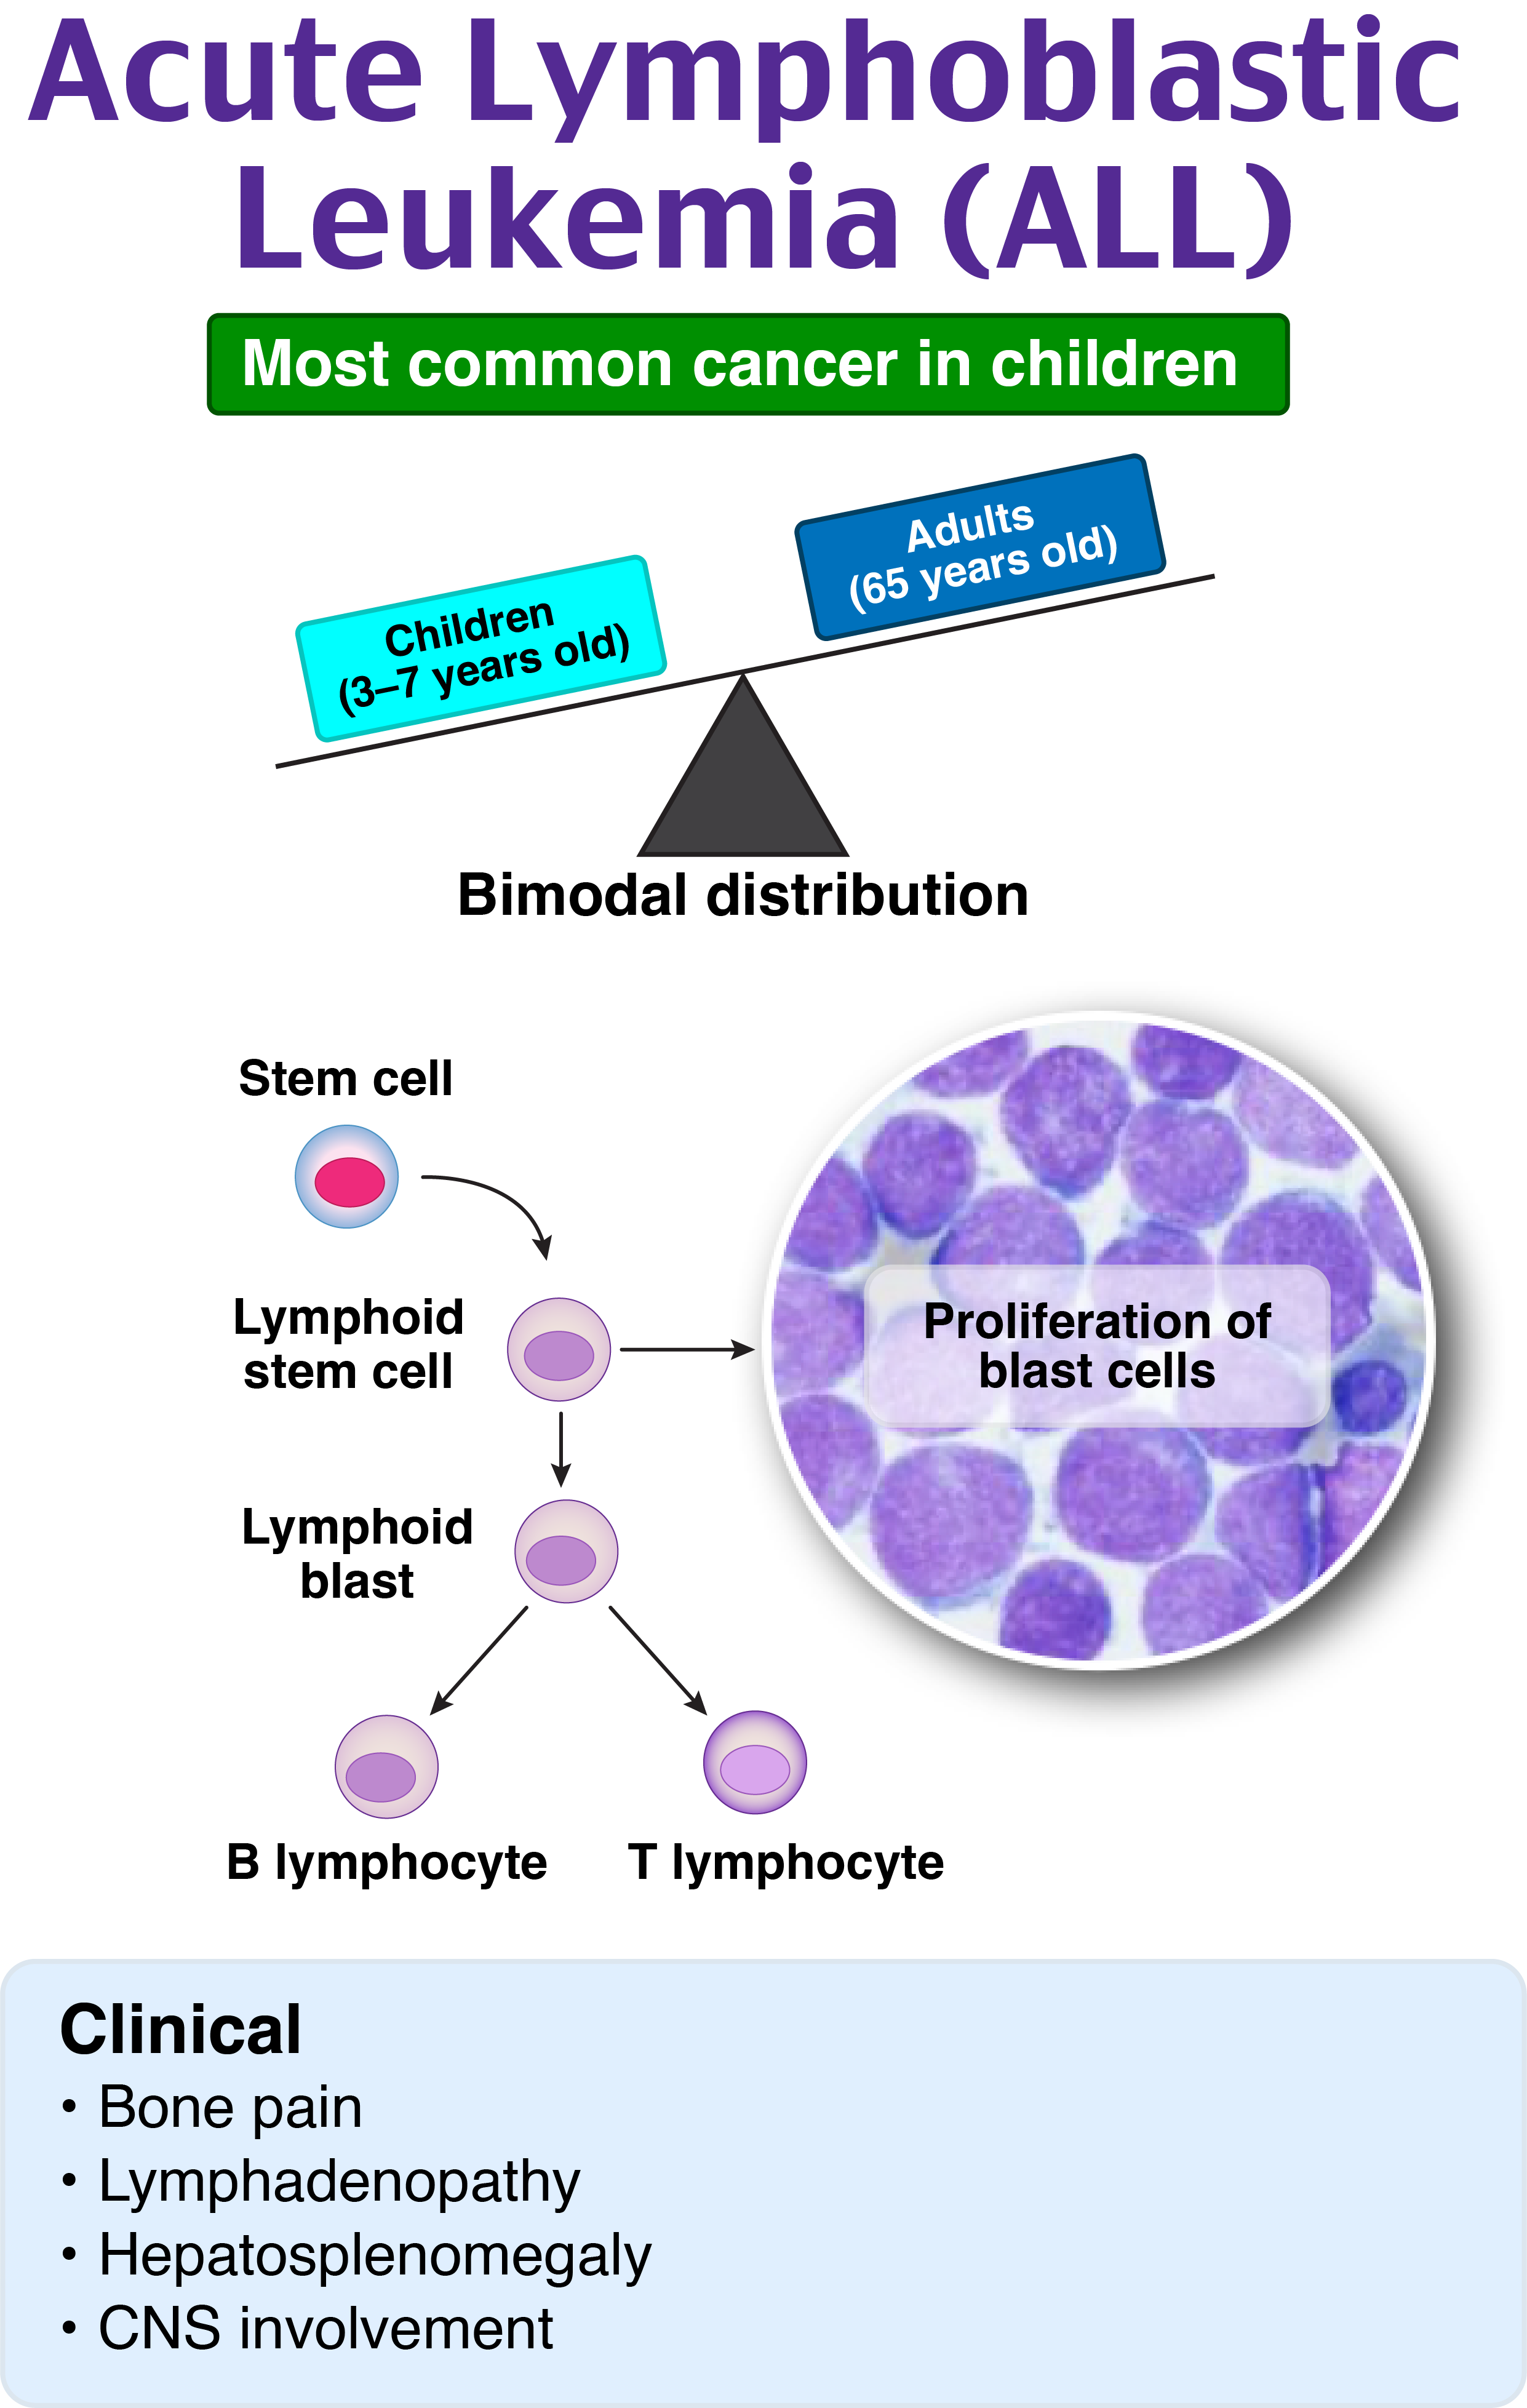 Acute Lymphoblastic
Leukemia (ALL)
Most common cancer in children
Adults
(65 years old)
Children
(3–7 years old)
Bimodal distribution
Stem cell
Lymphoid
stem cell
Proliferation of
blast cells
Lymphoid
blast
B lymphocyte
T lymphocyte
Clinical
• Bone pain
• Lymphadenopathy
• Hepatosplenomegaly
• CNS involvement